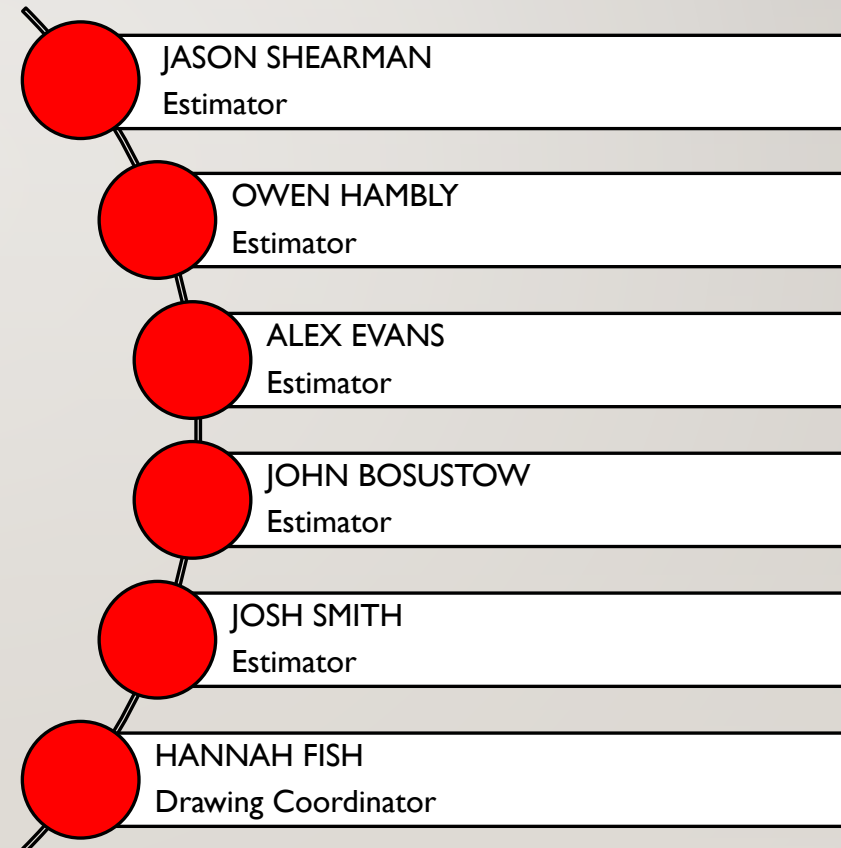 JASON SHEARMAN
Estimator
OWEN HAMBLY
Estimator
ALEX EVANS
Estimator
JOHN BOSUSTOW
Estimator
JOSH SMITH
Estimator
HANNAH FISH
Drawing Coordinator